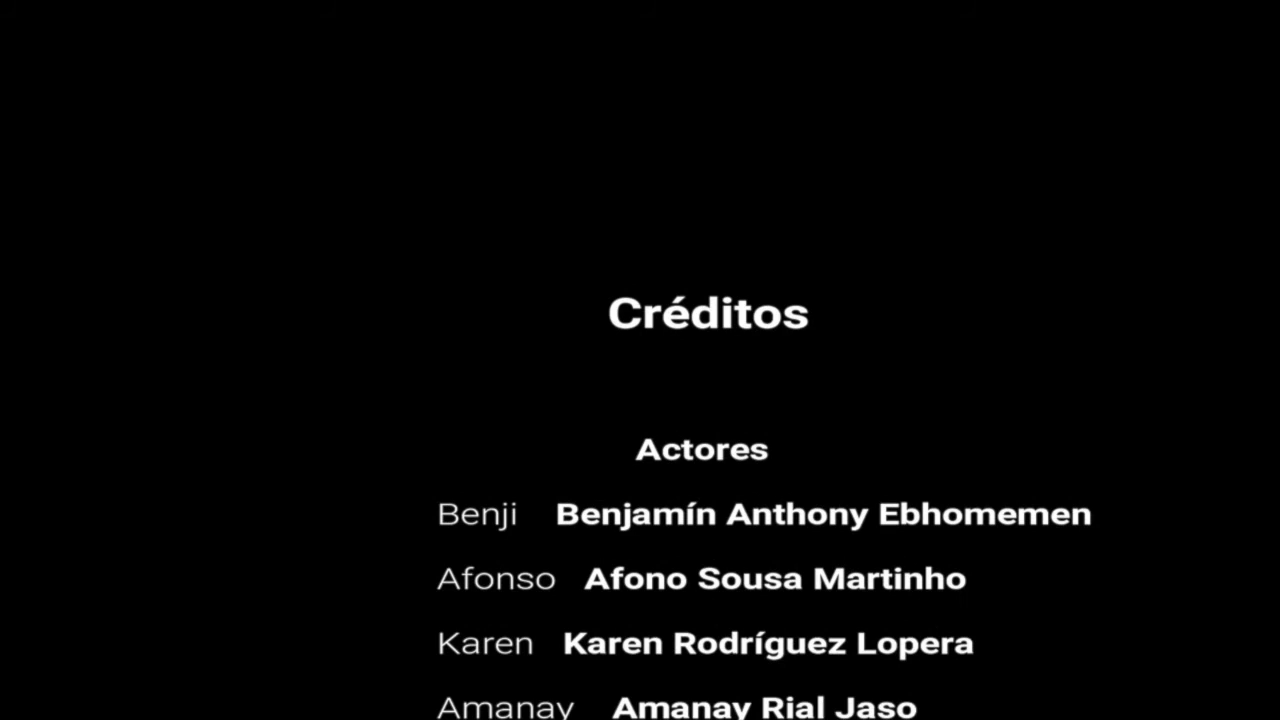 Créditos
Actores
Benji Benjamín Anthony Ebhomemen
Afonso Afono Sousa Martinho
Karen Karen Rodríguez Lopera
Amanay Amanay Rial Jaso